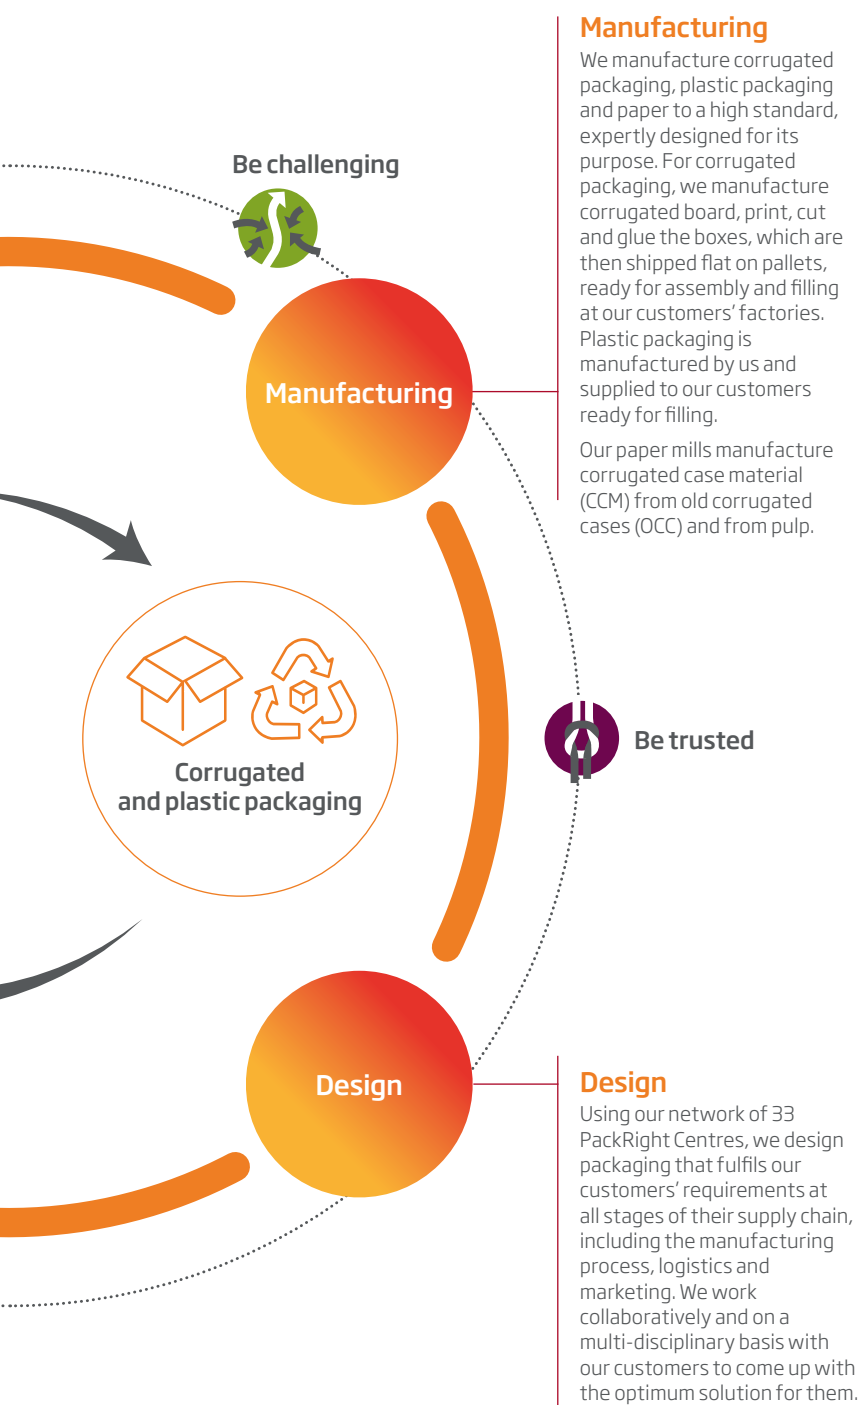 Manufacturing
We manufacture corrugated
packaging, plastic packaging
and paper to a high standard,
expertly designed for its
purpose. For corrugated
packaging, we manufacture
corrugated board, print, cut
and glue the boxes, which are
then shipped flat on pallets,
ready for assembly and filling
at our customers’ factories.
Plastic packaging is
manufactured by us and
supplied to our customers
ready for filling.
Our paper mills manufacture
corrugated case material
(CCM) from old corrugated
cases (OCC) and from pulp.
Be challenging
Manufacturing
Corrugated
and plastic packaging
Be trusted
Design
Design
Using our network of 33
PackRight Centres, we design
packaging that fulfils our
customers’ requirements at
all stages of their supply chain,
including the manufacturing
process, logistics and
marketing. We work
collaboratively and on a
multi-disciplinary basis with
our customers to come up with
the optimum solution for them.